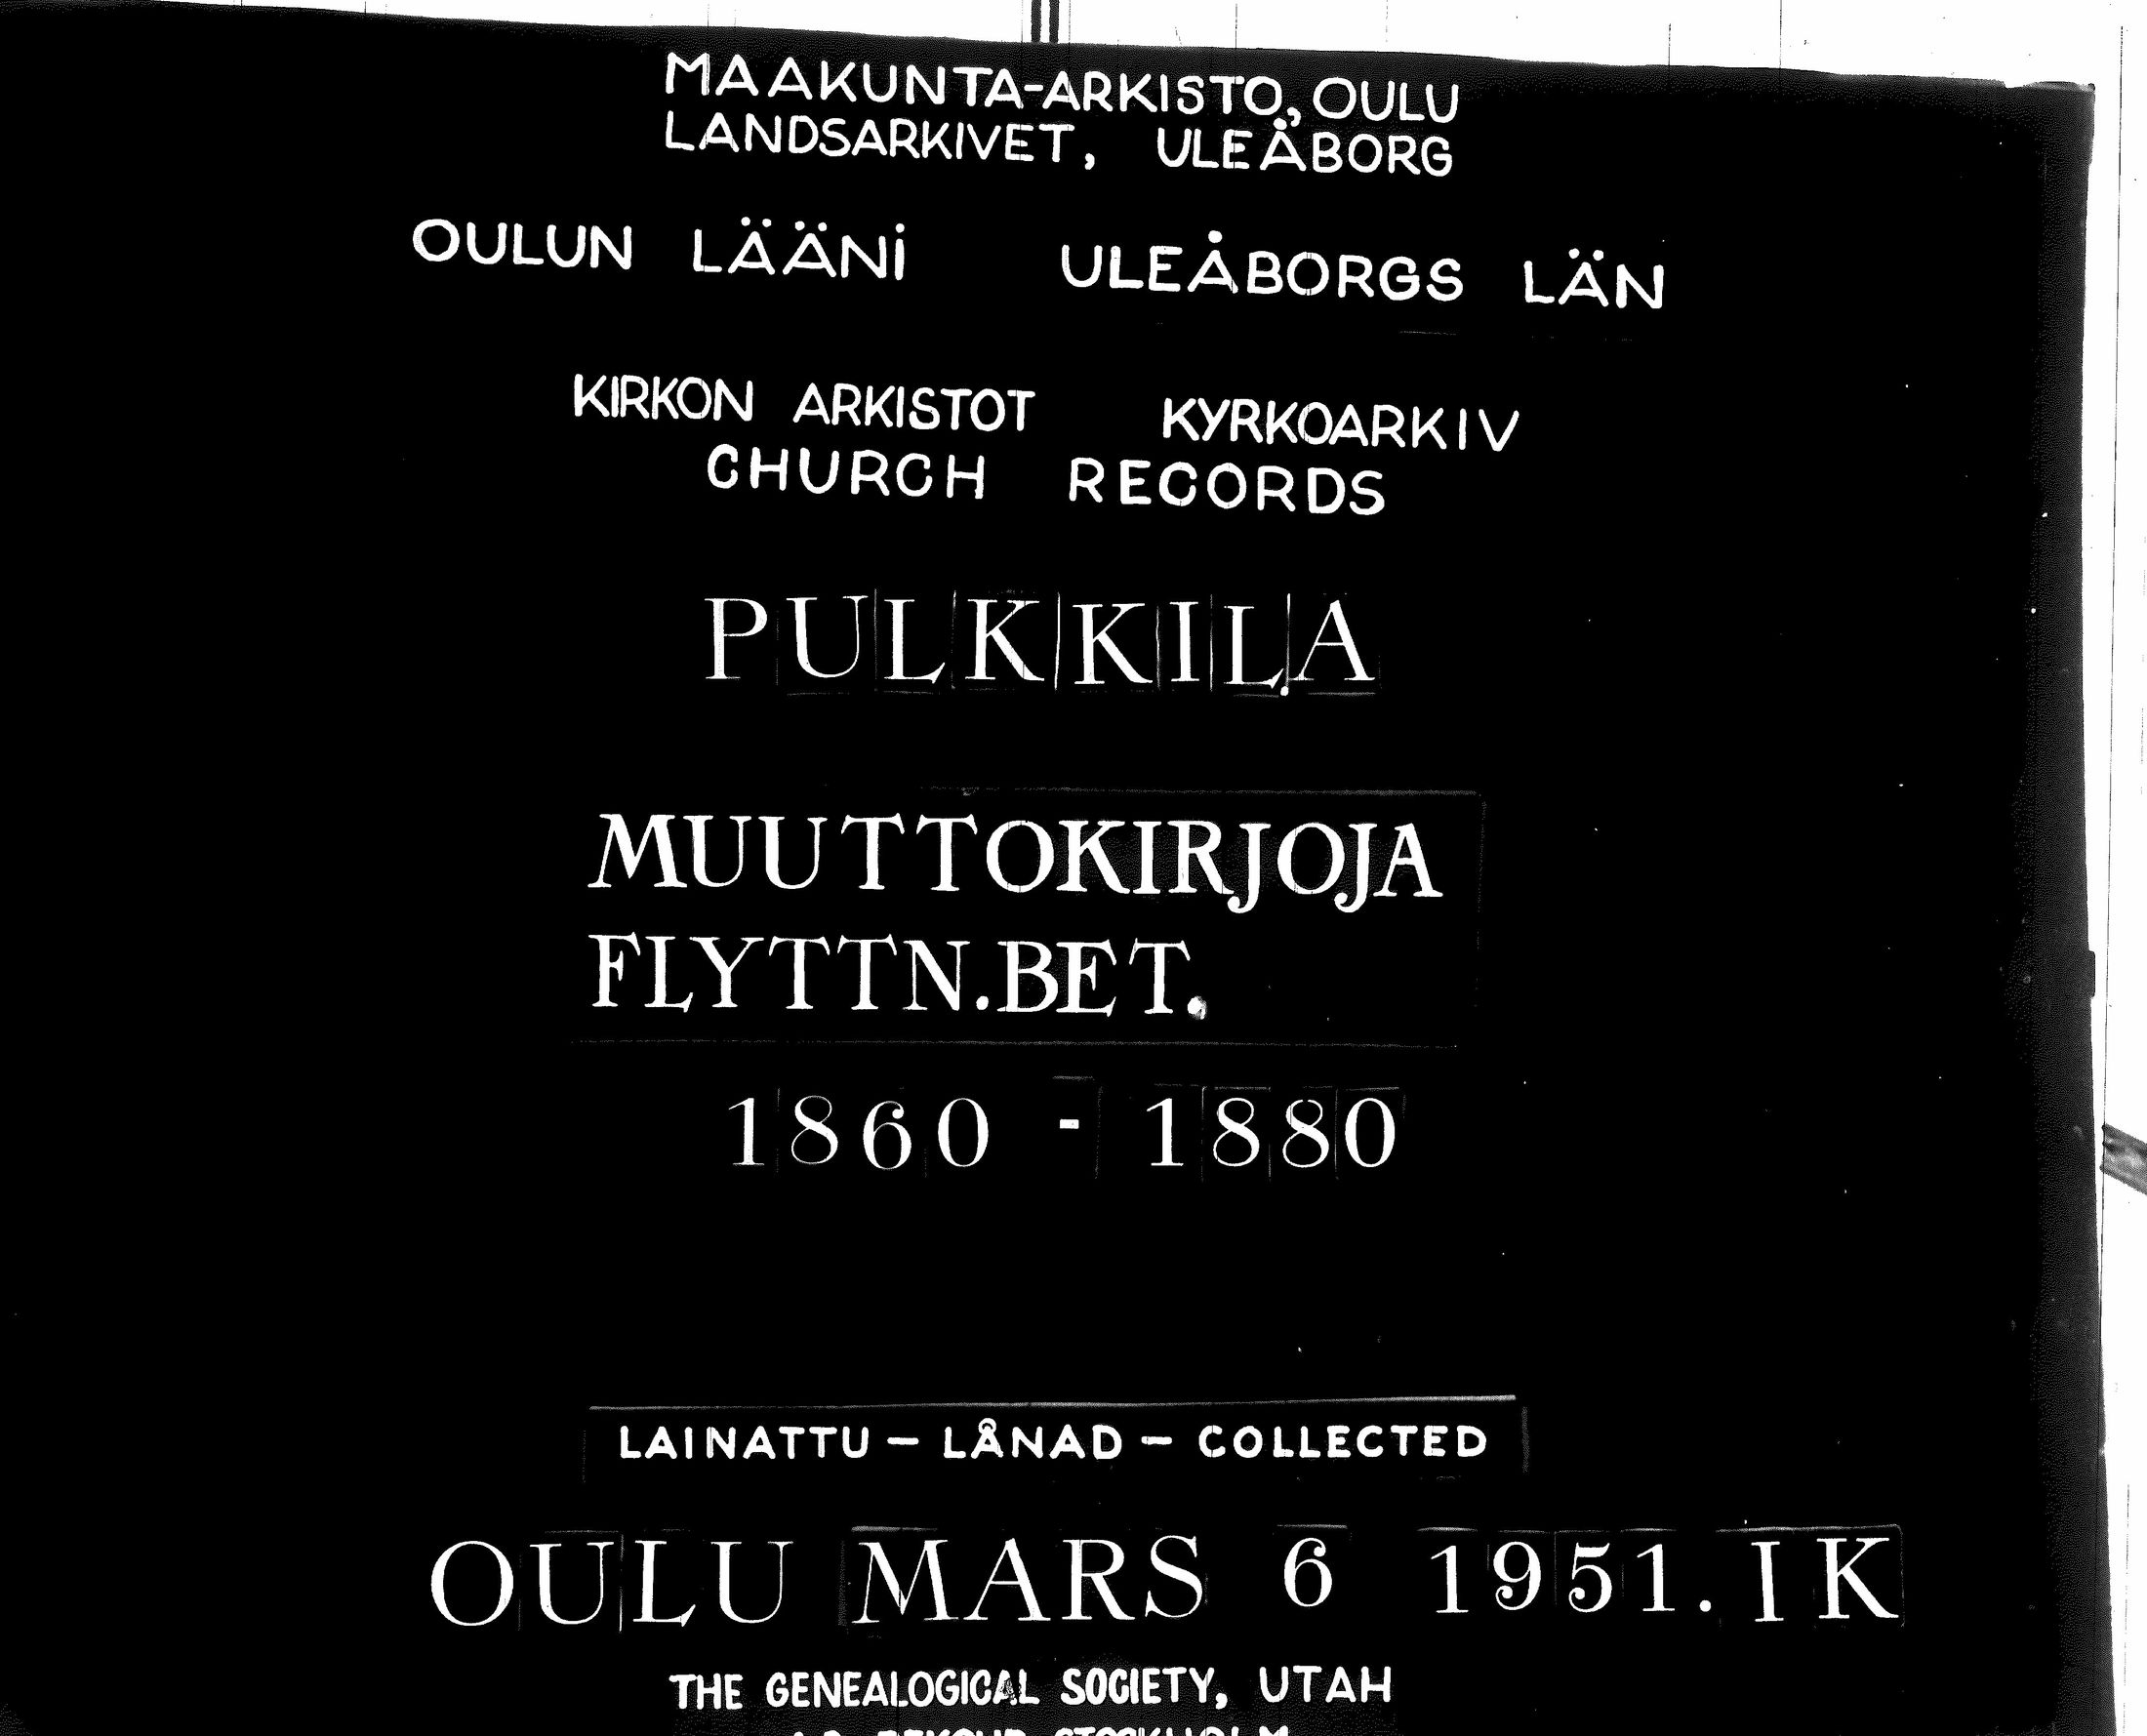 MAAKUNTA-ARKISTO, OULU
LANDSARKIVET, ULEÅBORG
OULUN LÄÄNI ULEÅBORGS LÄN
KIRKON ARKISTOT KYRKOARKIV
CHURCH RECORDS
PULKKILA
MUUTTOKIRJOJA
FLYTTN.BET.
1860 - 1880
LAINATTU - LÅNAD - COLLECTED
OULU MARS 6 1951. IK
THE GENEALOGICAL SOCIETY, UTAH
STOCKHOLM